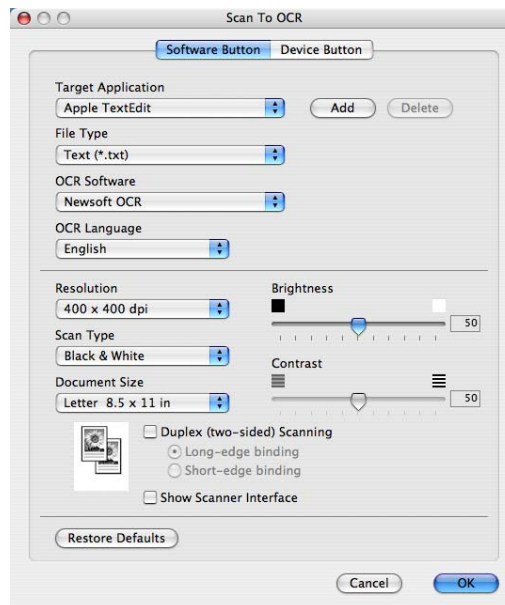 Scan To OCR
Software Button Device Button
Target Application
Apple TextEdit Add Delete
File Type
Text (*.txt)
OCR Software
Newsoft OCR
OCR Language
English
Resolution Brightness
400 x 400 dpi 50
Scan Type
Black & White
Contrast
Document Size
Letter 8.5 x 11 in 50
Duplex (two-sided) Scanning
Long-edge binding
Short-edge binding
Show Scanner Interface
Restore Defaults
Cancel OK